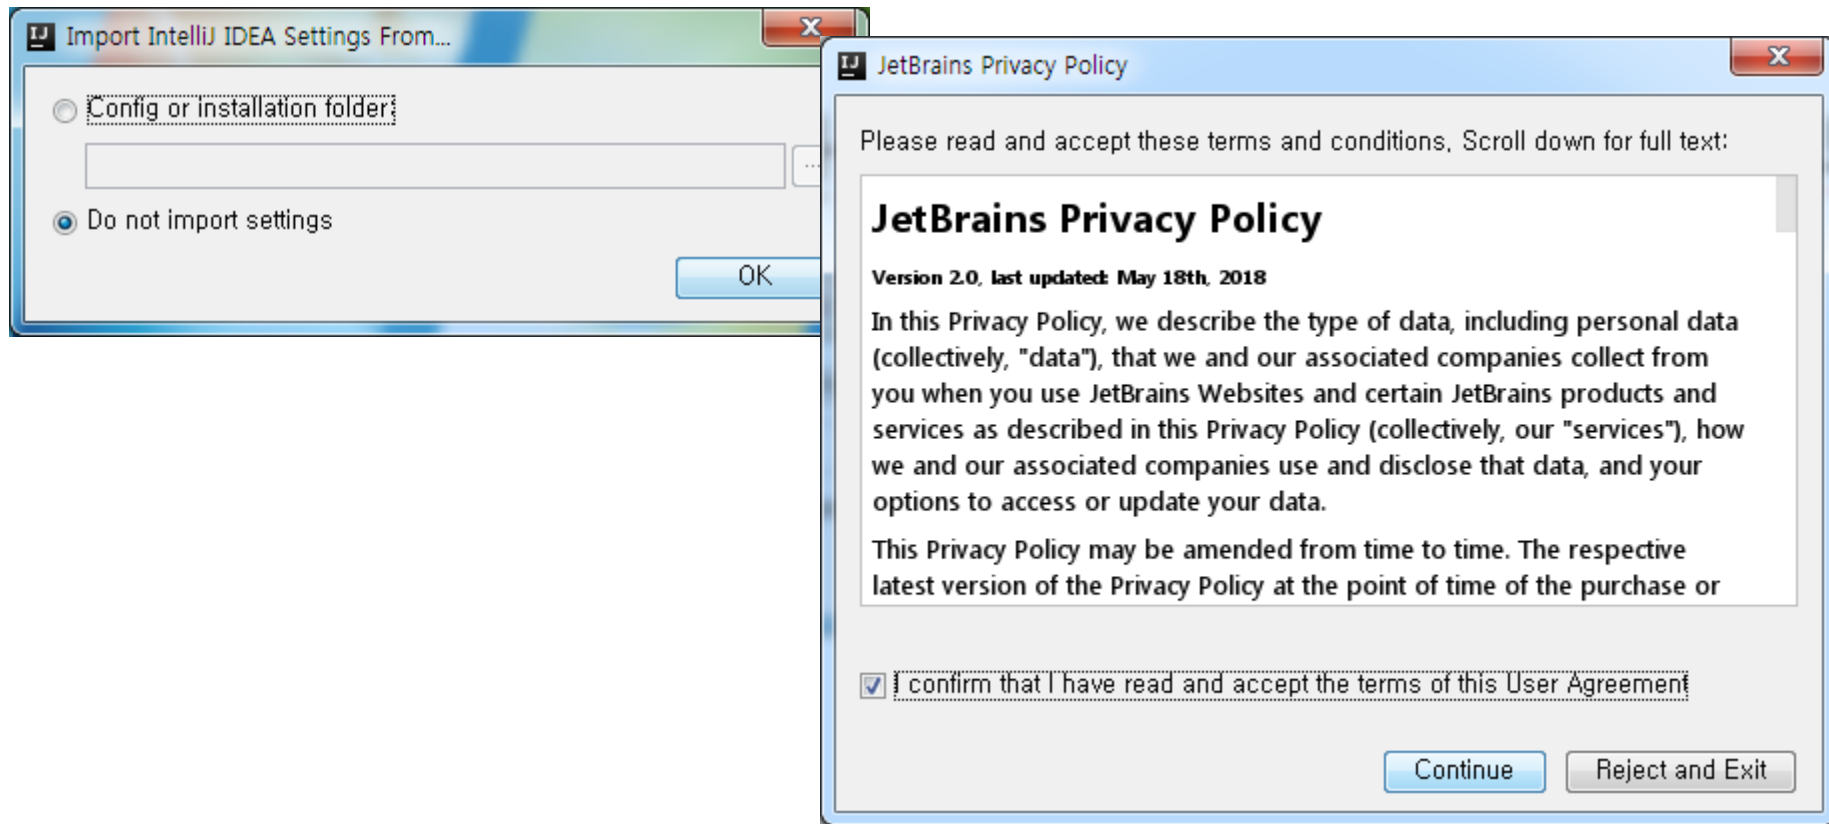 IJ Import IntelliJ IDEA Settings From...
Config or installation folder:
...
Do not import settings
OK
IJ JetBrains Privacy Policy
Please read and accept these terms and conditions. Scroll down for full text:
JetBrains Privacy Policy
Version 2.0, last updated: May 18th, 2018
In this Privacy Policy, we describe the type of data, including personal data
(collectively, "data"), that we and our associated companies collect from
you when you use JetBrains Websites and certain JetBrains products and
services as described in this Privacy Policy (collectively, our "services"), how
we and our associated companies use and disclose that data, and your
options to access or update your data.
This Privacy Policy may be amended from time to time. The respective
latest version of the Privacy Policy at the point of time of the purchase or
I confirm that I have read and accept the terms of this User Agreement
Continue
Reject and Exit